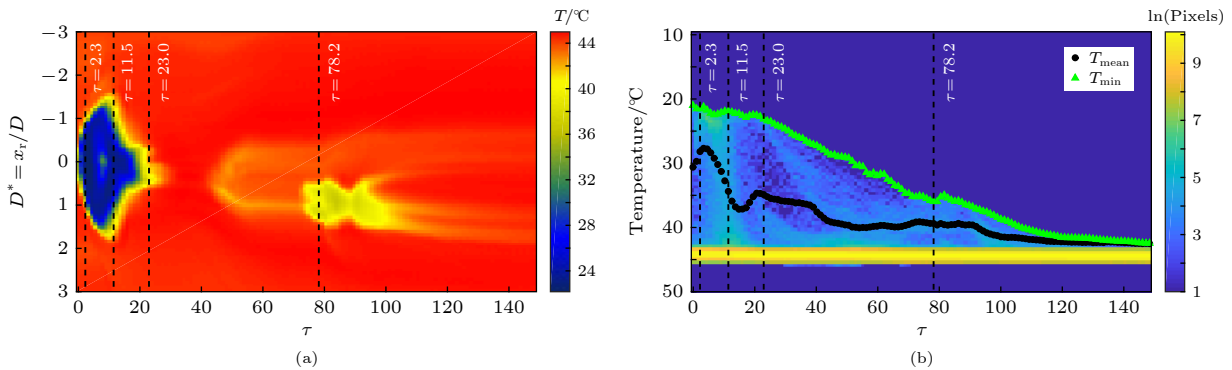 T/℃
−3
−2
−1
0
1
2
3
D* = x_r/D
0
20
40
60
80
100
120
140
τ
τ = 2.3
τ = 11.5
τ = 23.0
τ = 78.2
44
40
36
32
28
24
(a)
ln(Pixels)
10
20
30
40
50
Temperature/℃
0
20
40
60
80
100
120
140
τ
τ = 2.3
τ = 11.5
τ = 23.0
τ = 78.2
T_mean
T_min
9
7
5
3
1
(b)